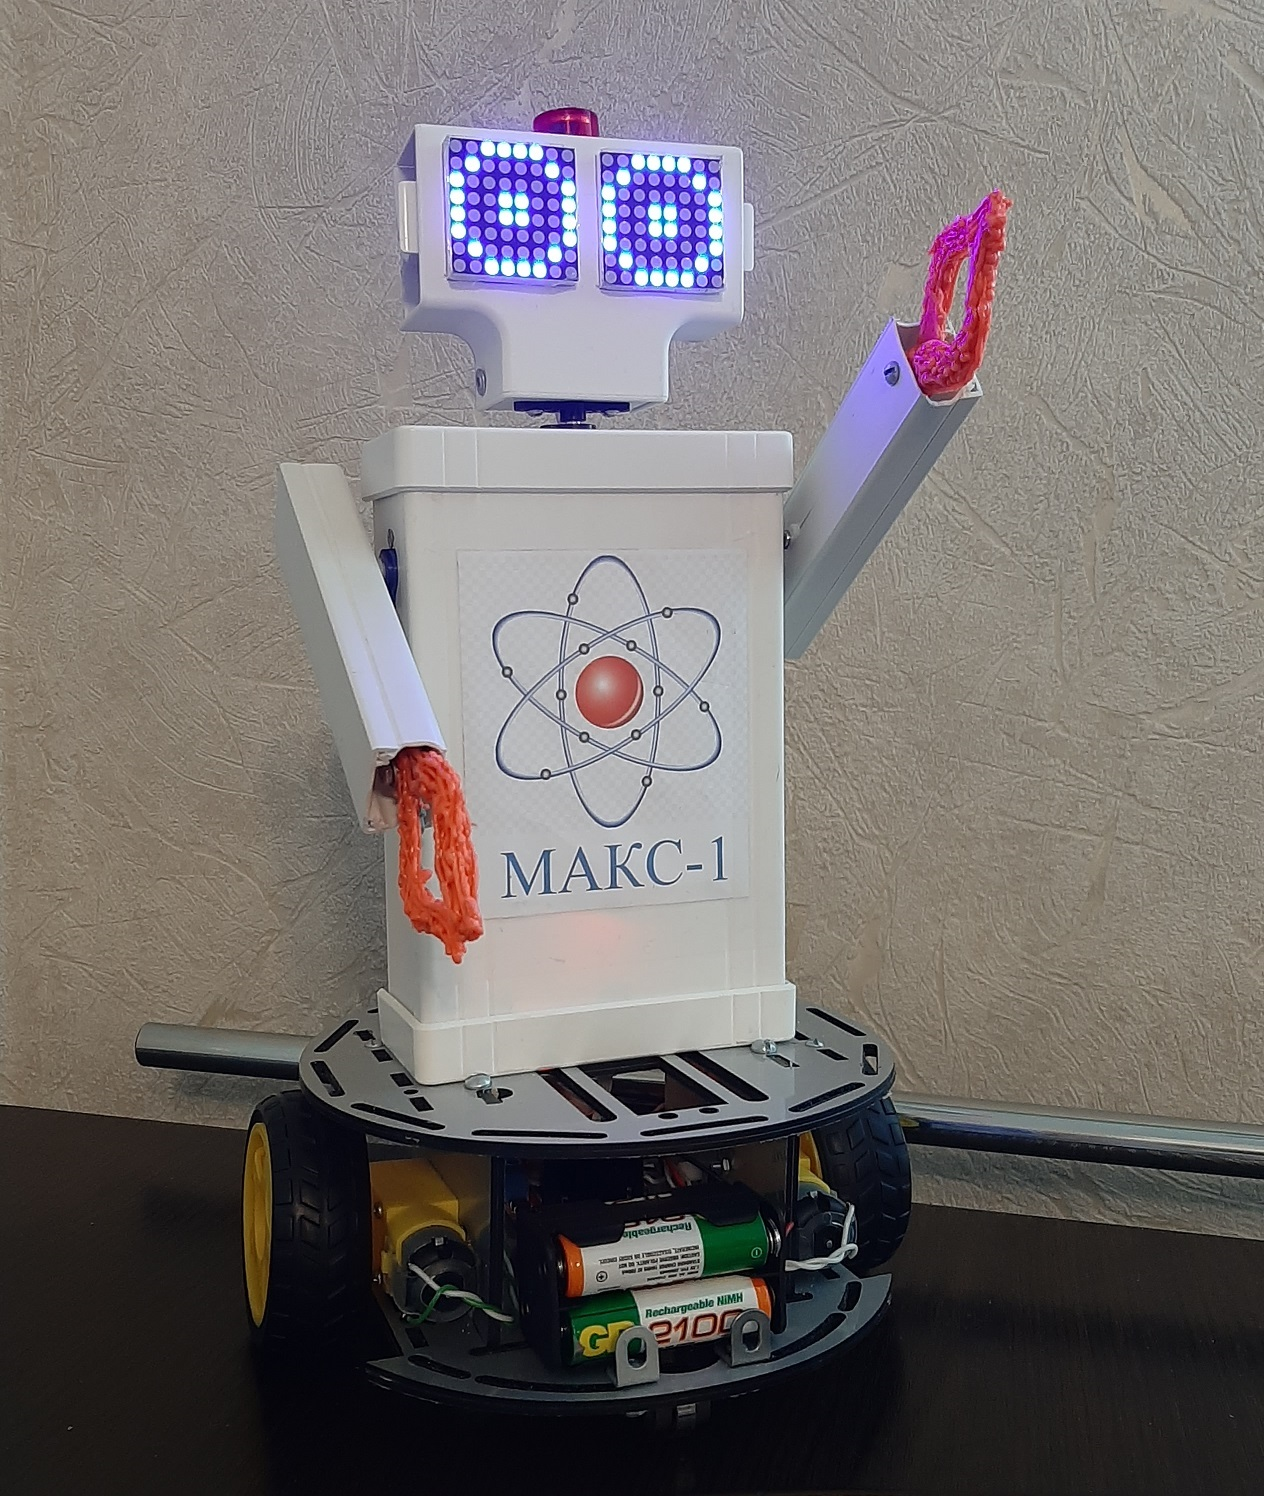 МАКС-1
Rechargeable
Rechargeable NiMH
GP 2100